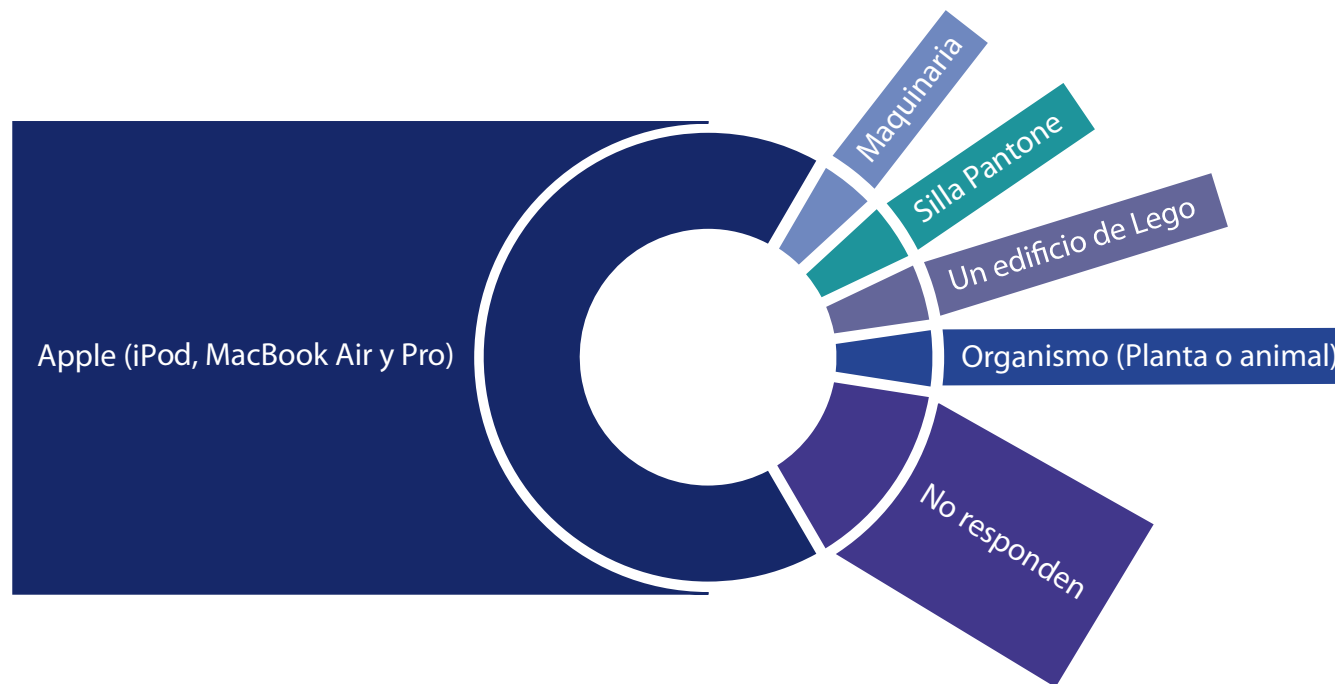 Maquinaria
Silla Pantone
Un edificio de Lego
Apple (iPod, MacBook Air y Pro)
Organismo (Planta o animal)
No responden